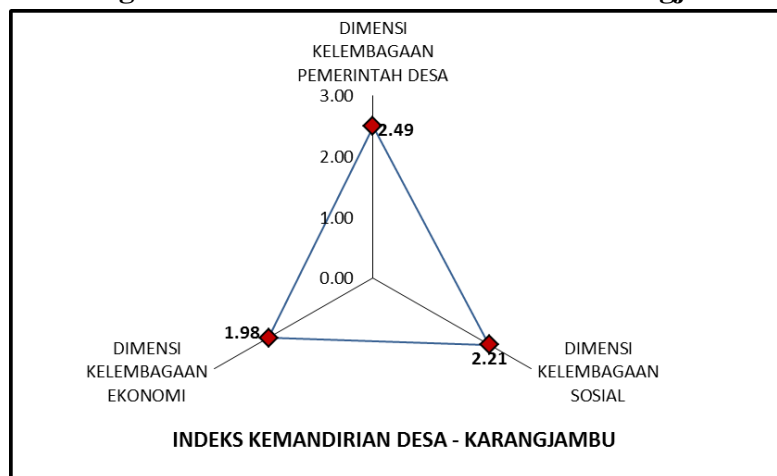 DIMENSI
KELEMBAGAAN
PEMERINTAH DESA
3.00
2.49
2.00
1.00
0.00
1.98
2.21
DIMENSI
KELEMBAGAAN
EKONOMI
DIMENSI
KELEMBAGAAN
SOSIAL
INDEKS KEMANDIRIAN DESA - KARANGJAMBU